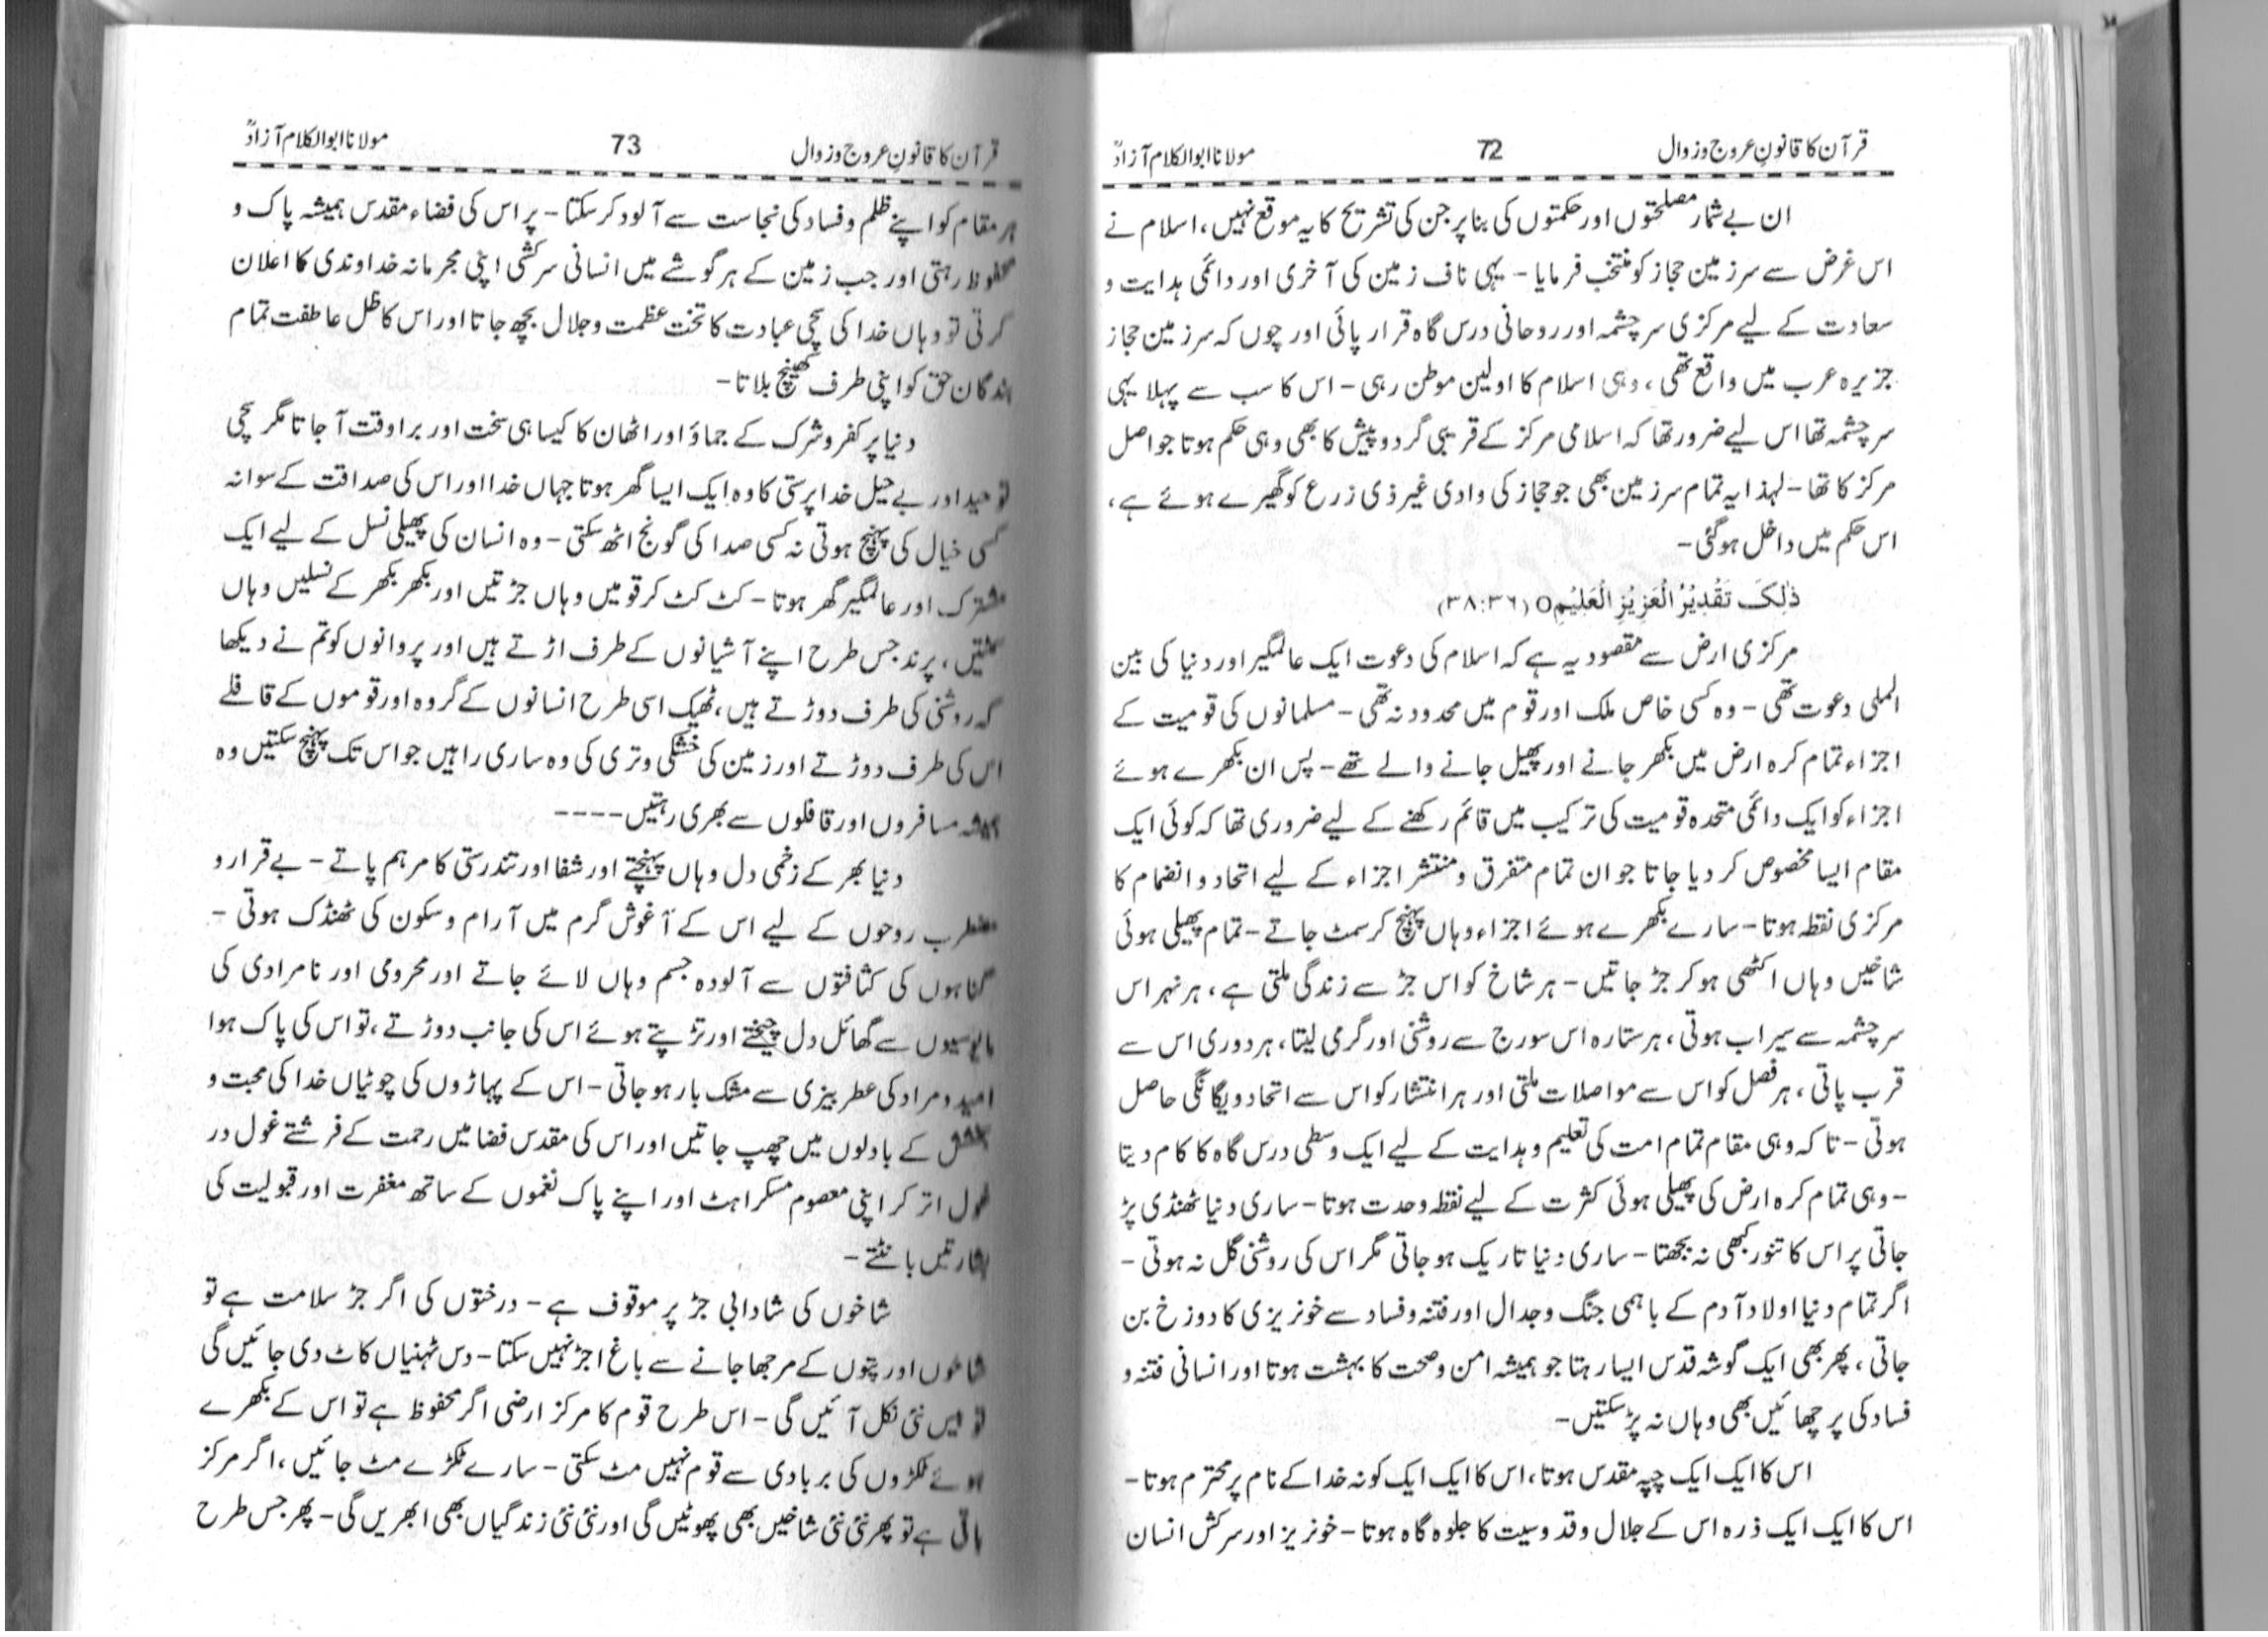 قرآن کا قانونِ عروج و زوال 72 مولانا ابوالکلام آزادؒ
ان بے شمار مصلحتوں اور حکمتوں کی بنا پر جن کی تشریح کا یہ موقع نہیں، اسلام نے
اس غرض سے سرزمین حجاز کو منتخب فرمایا - یہی ناف زمین کی آخری اور دائمی ہدایت و
سعادت کے لیے مرکزی سرچشمہ اور روحانی درس گاہ قرار پائی اور چوں کہ سرزمین حجاز
جزیرہ عرب میں واقع تھی، وہی اسلام کا اولین موطن رہی - اس کا سب سے پہلا یہی
سرچشمہ تھا اس لیے ضرور تھا کہ اسلامی مرکز کے قریبی گرد و پیش کا بھی وہی حکم ہوتا جو اصل
مرکز کا تھا - لہذا یہ تمام سرزمین بھی جو حجاز کی وادی غیر ذی زرع کو گھیرے ہوئے ہے،
اس حکم میں داخل ہو گئی -
ذٰلِکَ تَقْدِیْرُ الْعَزِیْزِ الْعَلِیْمِO (۳۸:۳۶)
مرکزی ارض سے مقصود یہ ہے کہ اسلام کی دعوت ایک عالمگیر اور دنیا کی بین
الملی دعوت تھی - وہ کسی خاص ملک اور قوم میں محدود نہ تھی - مسلمانوں کی قومیت کے
اجزاء تمام کرہ ارض میں بکھر جانے اور پھیل جانے والے تھے - پس ان بکھرے ہوئے
اجزاء کو ایک دائمی متحدہ قومیت کی ترکیب میں قائم رکھنے کے لیے ضروری تھا کہ کوئی ایک
مقام ایسا مخصوص کر دیا جاتا جو ان تمام متفرق و منتشر اجزاء کے لیے اتحاد و انضمام کا
مرکزی نقطہ ہوتا - سارے بکھرے ہوئے اجزاء وہاں پہنچ کر سمٹ جاتے - تمام پھیلی ہوئی
شاخیں وہاں اکٹھی ہو کر جڑ جاتیں - ہر شاخ کو اس جڑ سے زندگی ملتی ہے، ہر نہر اس
سرچشمہ سے سیراب ہوتی، ہر ستارہ اس سورج سے روشنی اور گرمی لیتا، ہر دوری اس سے
قرب پاتی، ہر فصل کو اس سے مواصلات ملتی اور ہر انتشار کو اس سے اتحاد و یگانگی حاصل
ہوتی - تا کہ وہی مقام تمام امت کی تعلیم و ہدایت کے لیے ایک وسطی درس گاہ کا کام دیتا
- وہی تمام کرہ ارض کی پھیلی ہوئی کثرت کے لیے نقطہ وحدت ہوتا - ساری دنیا ٹھنڈی پڑ
جاتی پر اس کا تنور کبھی نہ بجھتا - ساری دنیا تاریک ہو جاتی مگر اس کی روشنی گل نہ ہوتی -
اگر تمام دنیا اولاد آدم کے باہمی جنگ و جدال اور فتنہ و فساد سے خونریزی کا دوزخ بن
جاتی، پھر بھی ایک گوشہ قدس ایسا رہتا جو ہمیشہ امن و صحت کا بہشت ہوتا اور انسانی فتنہ و
فساد کی پرچھائیں بھی وہاں نہ پڑ سکتیں -
اس کا ایک ایک چپہ مقدس ہوتا، اس کا ایک ایک کونہ خدا کے نام پر محترم ہوتا -
اس کا ایک ایک ذرہ اس کے جلال و قدوسیت کا جلوہ گاہ ہوتا - خونریز اور سرکش انسان
قرآن کا قانونِ عروج و زوال 73 مولانا ابوالکلام آزادؒ
ہر مقام کو اپنے ظلم و فساد کی نجاست سے آلود کر سکتا - پر اس کی فضاء مقدس ہمیشہ پاک و
محفوظ رہتی اور جب زمین کے ہر گوشے میں انسانی سرکشی اپنی مجرمانہ خداوندی کا اعلان
کرتی تو وہاں خدا کی سچی عبادت کا تخت عظمت و جلال بچھ جاتا اور اس کا ظل عاطفت تمام
بندگان حق کو اپنی طرف کھینچ بلاتا -
دنیا پر کفر و شرک کے جماؤ اور اٹھان کا کیسا ہی سخت اور برا وقت آ جاتا مگر سچی
توحید اور بے میل خدا پرستی کا وہ ایک ایسا گھر ہوتا جہاں خدا اور اس کی صداقت کے سوا نہ
کسی خیال کی پہنچ ہوتی نہ کسی صدا کی گونج اٹھ سکتی - وہ انسان کی پھیلی نسل کے لیے ایک
مشترک اور عالمگیر گھر ہوتا - کٹ کٹ کر قومیں وہاں جڑتیں اور بکھر بکھر کے نسلیں وہاں
سمٹتیں، پرند جس طرح اپنے آشیانوں کے طرف اڑتے ہیں اور پروانوں کو تم نے دیکھا
کہ روشنی کی طرف دوڑتے ہیں، ٹھیک اسی طرح انسانوں کے گروہ اور قوموں کے قافلے
اس کی طرف دوڑتے اور زمین کی خشکی و تری کی وہ ساری راہیں جو اس تک پہنچ سکتیں وہ
ہمیشہ مسافروں اور قافلوں سے بھری رہتیں ----
دنیا بھر کے زخمی دل وہاں پہنچتے اور شفا اور تندرستی کا مرہم پاتے - بے قرار و
مضطرب روحوں کے لیے اس کے آغوش گرم میں آرام و سکون کی ٹھنڈک ہوتی -
گناہوں کی کثافتوں سے آلودہ جسم وہاں لائے جاتے اور محرومی اور نامرادی کی
مایوسیوں سے گھائل دل چیختے اور تڑپتے ہوئے اس کی جانب دوڑتے، تو اس کی پاک ہوا
امید و مراد کی عطر بیزی سے مشک بار ہو جاتی - اس کے پہاڑوں کی چوٹیاں خدا کی محبت و
بخشش کے بادلوں میں چھپ جاتیں اور اس کی مقدس فضا میں رحمت کے فرشتے غول در
غول اتر کر اپنی معصوم مسکراہٹ اور اپنے پاک نغموں کے ساتھ مغفرت اور قبولیت کی
بشارتیں بانٹتے -
شاخوں کی شادابی جڑ پر موقوف ہے - درختوں کی اگر جڑ سلامت ہے تو
شاخوں اور پتوں کے مرجھا جانے سے باغ اجڑ نہیں سکتا - دس ٹہنیاں کاٹ دی جائیں گی
تو بیس نئی نکل آئیں گی - اس طرح قوم کا مرکز ارضی اگر محفوظ ہے تو اس کے بکھرے
ہوئے ٹکڑوں کی بربادی سے قوم نہیں مٹ سکتی - سارے ٹکڑے مٹ جائیں، اگر مرکز
باقی ہے تو پھر نئی نئی شاخیں بھی پھوٹیں گی اور نئی نئی زندگیاں بھی ابھریں گی - پھر جس طرح